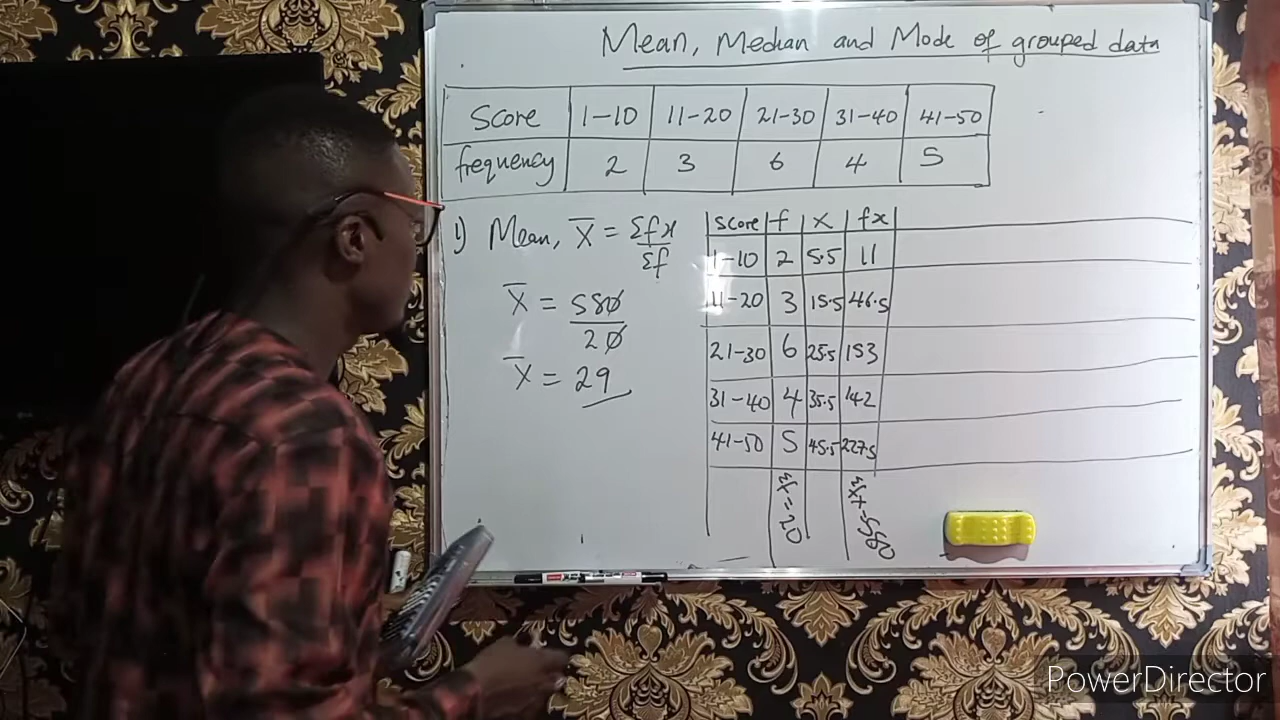 Mean, Median and Mode of grouped data
Score 1-10 11-20 21-30 31-40 41-50
frequency 2 3 6 4 5
1) Mean, X̄ = Σfx
Σf
X̄ = 580
20
X̄ = 29
Score f x fx
1-10 2 5.5 11
11-20 3 15.5 46.5
21-30 6 25.5 153
31-40 4 35.5 142
41-50 5 45.5 227.5
Σf=20 Σfx=580
PowerDirector